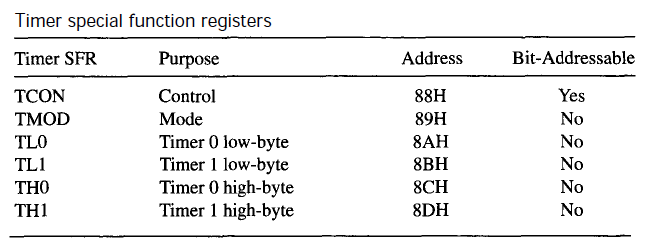 Timer special function registers
Timer SFR Purpose Address Bit-Addressable
TCON Control 88H Yes
TMOD Mode 89H No
TL0 Timer 0 low-byte 8AH No
TL1 Timer 1 low-byte 8BH No
TH0 Timer 0 high-byte 8CH No
TH1 Timer 1 high-byte 8DH No